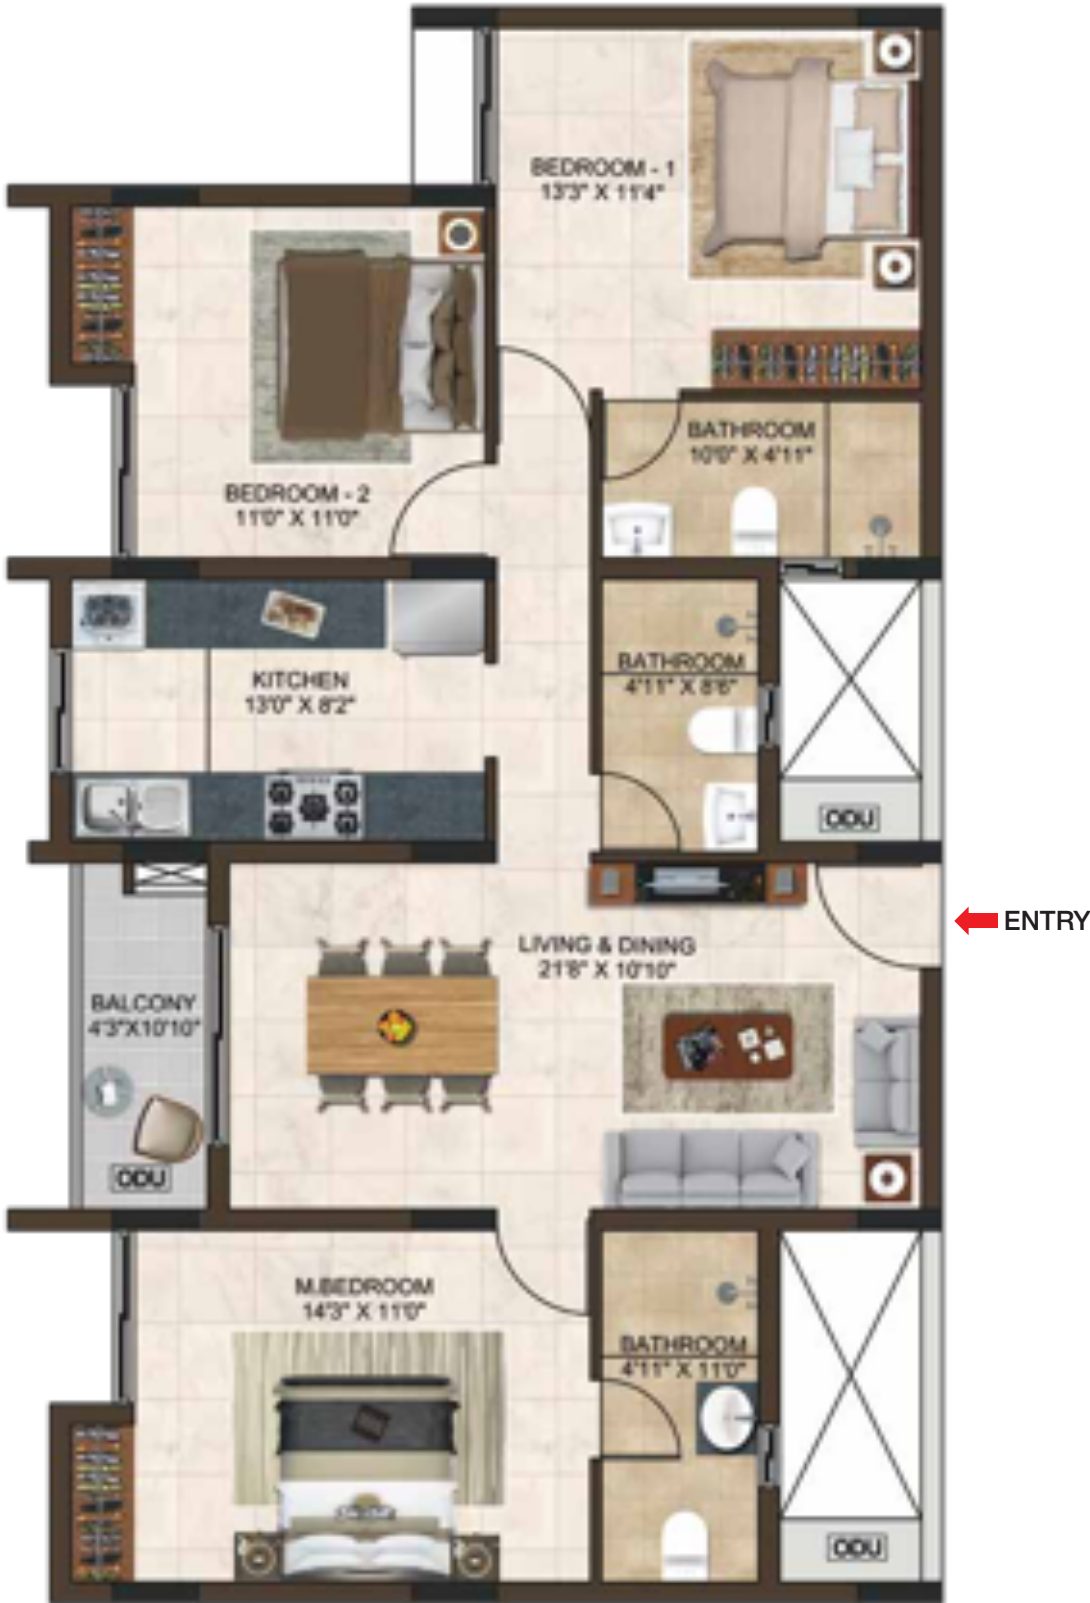 BEDROOM - 1
13'3" X 11'4"
BATHROOM
10'0" X 4'11"
BEDROOM - 2
11'0" X 11'0"
BATHROOM
4'11" X 8'6"
KITCHEN
13'0" X 8'2"
ODU
ENTRY
LIVING & DINING
21'8" X 10'10"
BALCONY
4'3"X10'10"
ODU
M.BEDROOM
14'3" X 11'0"
BATHROOM
4'11" X 11'0"
ODU